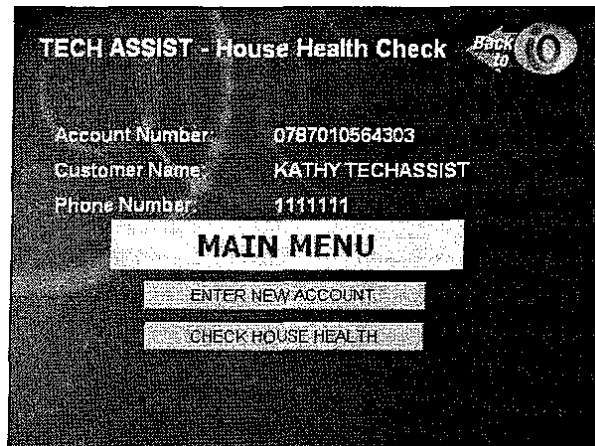 TECH ASSIST - House Health Check
Back
to
Account Number: 0787010564303
Customer Name: KATHY TECHASSIST
Phone Number: 1111111
MAIN MENU
ENTER NEW ACCOUNT
CHECK HOUSE HEALTH